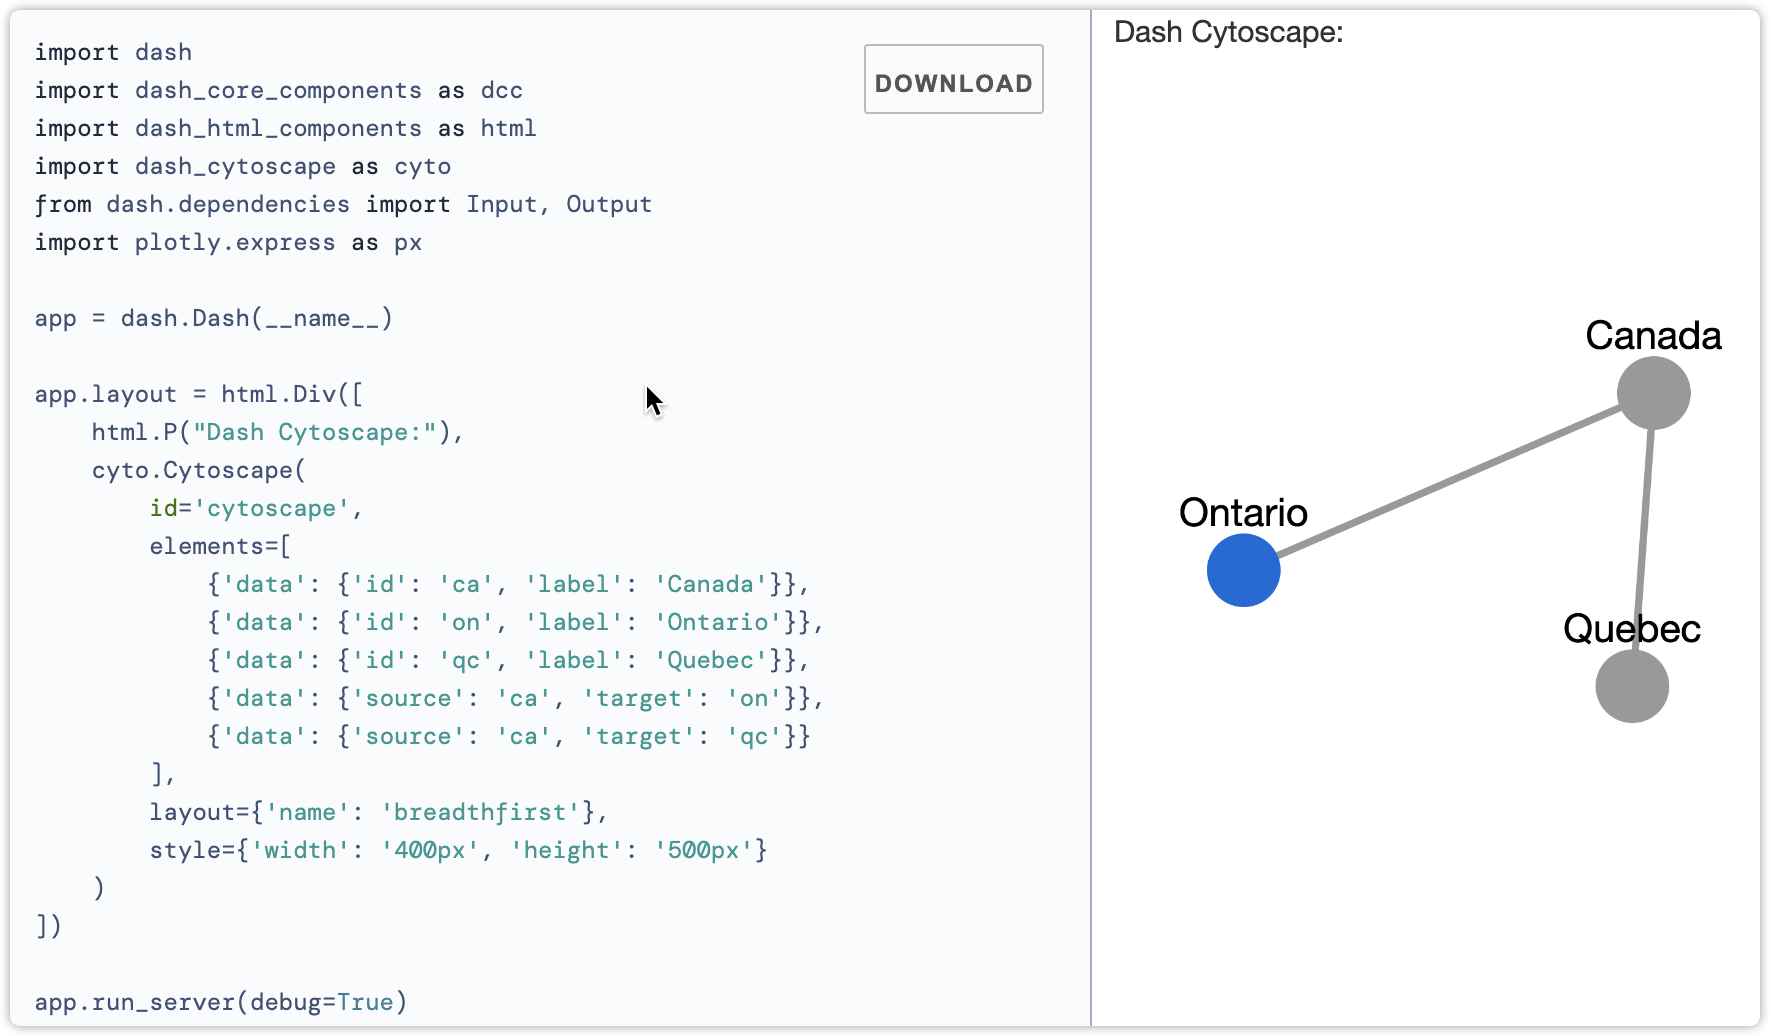 import dash
import dash_core_components as dcc
import dash_html_components as html
import dash_cytoscape as cyto
from dash.dependencies import Input, Output
import plotly.express as px
app = dash.Dash(__name__)
app.layout = html.Div([
    html.P("Dash Cytoscape:"),
    cyto.Cytoscape(
        id='cytoscape',
        elements=[
            {'data': {'id': 'ca', 'label': 'Canada'}},
            {'data': {'id': 'on', 'label': 'Ontario'}},
            {'data': {'id': 'qc', 'label': 'Quebec'}},
            {'data': {'source': 'ca', 'target': 'on'}},
            {'data': {'source': 'ca', 'target': 'qc'}}
        ],
        layout={'name': 'breadthfirst'},
        style={'width': '400px', 'height': '500px'}
    )
])
app.run_server(debug=True)
DOWNLOAD
Dash Cytoscape:
Canada
Ontario
Quebec